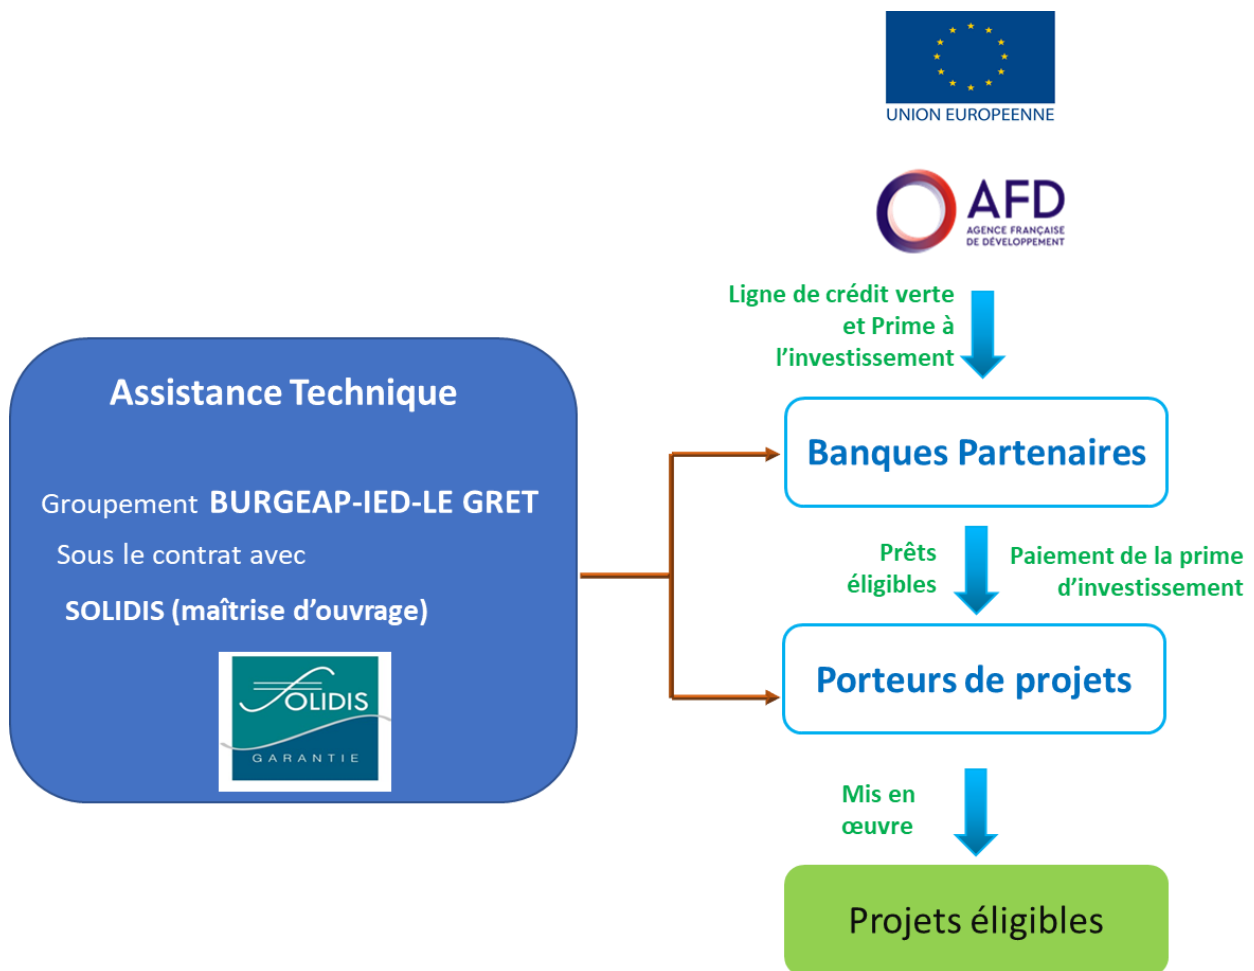 UNION EUROPEENNE
AFD
AGENCE FRANÇAISE
DE DÉVELOPPEMENT
Ligne de crédit verte
et Prime à
l’investissement
Assistance Technique
Groupement BURGEAP-IED-LE GRET
Sous le contrat avec
SOLIDIS (maîtrise d’ouvrage)
SOLIDIS
GARANTIE
Banques Partenaires
Prêts
éligibles
Paiement de la prime
d’investissement
Porteurs de projets
Mis en
œuvre
Projets éligibles